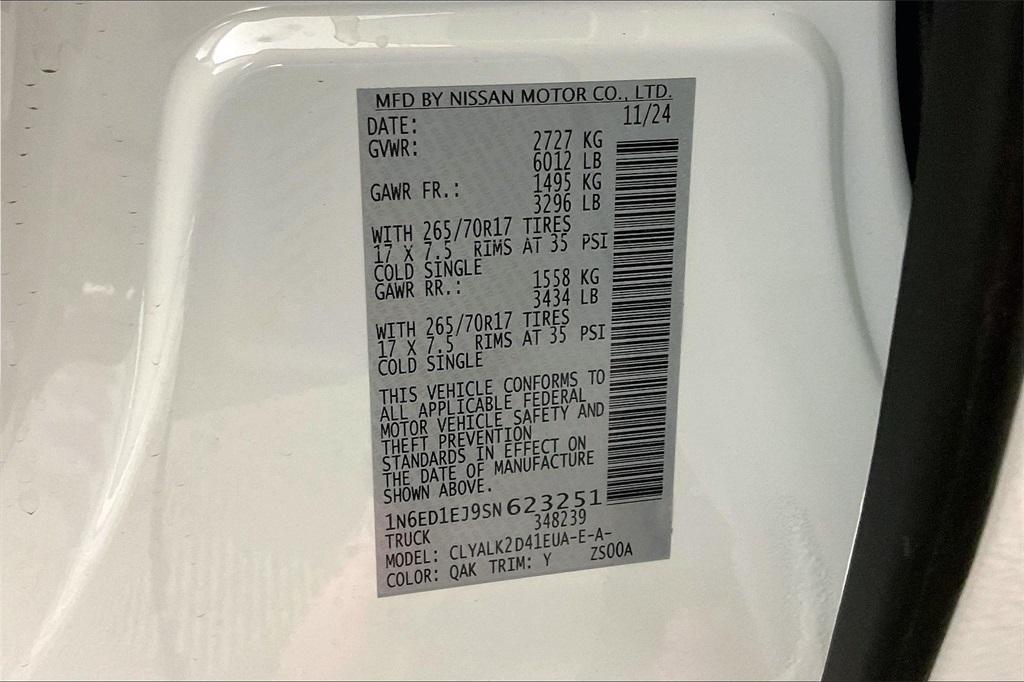 MFD BY NISSAN MOTOR CO., LTD.
DATE: 11/24
GVWR: 2727 KG
6012 LB
GAWR FR.: 1495 KG
3296 LB
WITH 265/70R17 TIRES
17 X 7.5 RIMS AT 35 PSI
COLD SINGLE
GAWR RR.: 1558 KG
3434 LB
WITH 265/70R17 TIRES
17 X 7.5 RIMS AT 35 PSI
COLD SINGLE
THIS VEHICLE CONFORMS TO
ALL APPLICABLE FEDERAL
MOTOR VEHICLE SAFETY AND
THEFT PREVENTION
STANDARDS IN EFFECT ON
THE DATE OF MANUFACTURE
SHOWN ABOVE.
1N6ED1EJ9SN623251
TRUCK 348239
MODEL: CLYALK2D41EUA-E-A-
COLOR: QAK TRIM: Y ZS00A